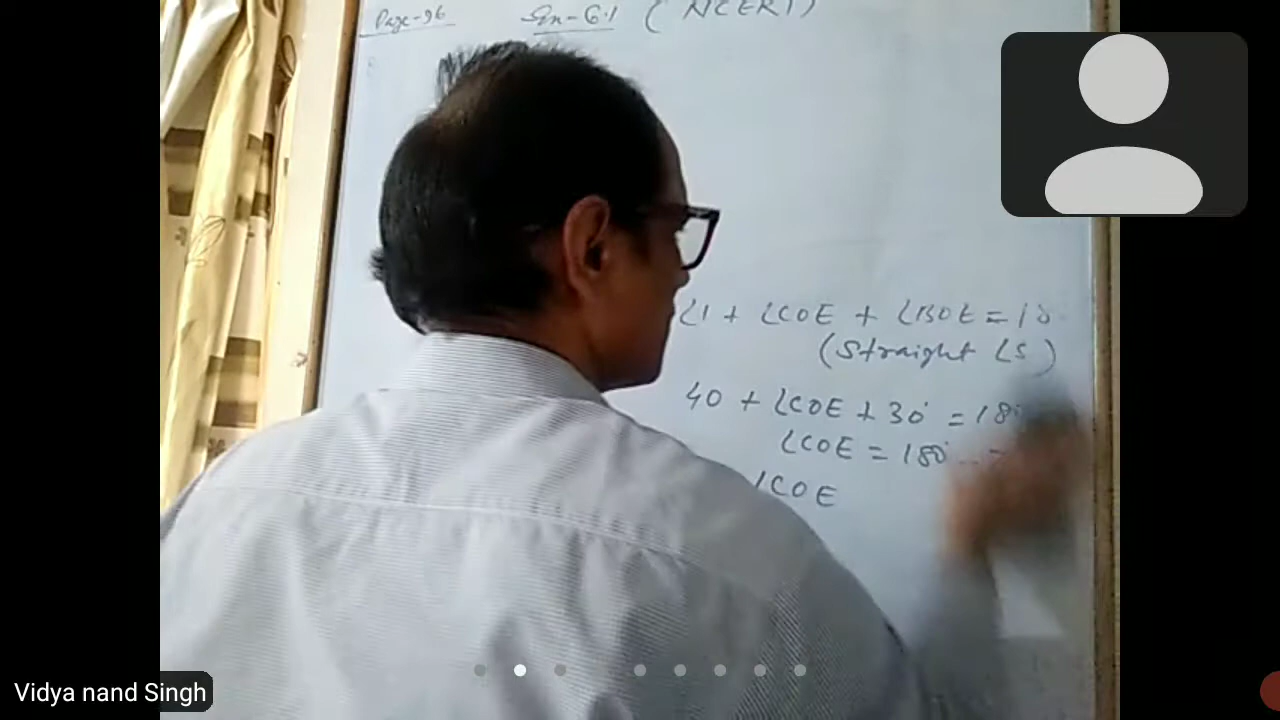 Page-96 Ex-6.1 (NCERT)
∠1 + ∠COE + ∠BOE = 18
(Straight ∠s)
40 + ∠COE + 30° = 180
∠COE = 180°
∠COE
Vidya nand Singh